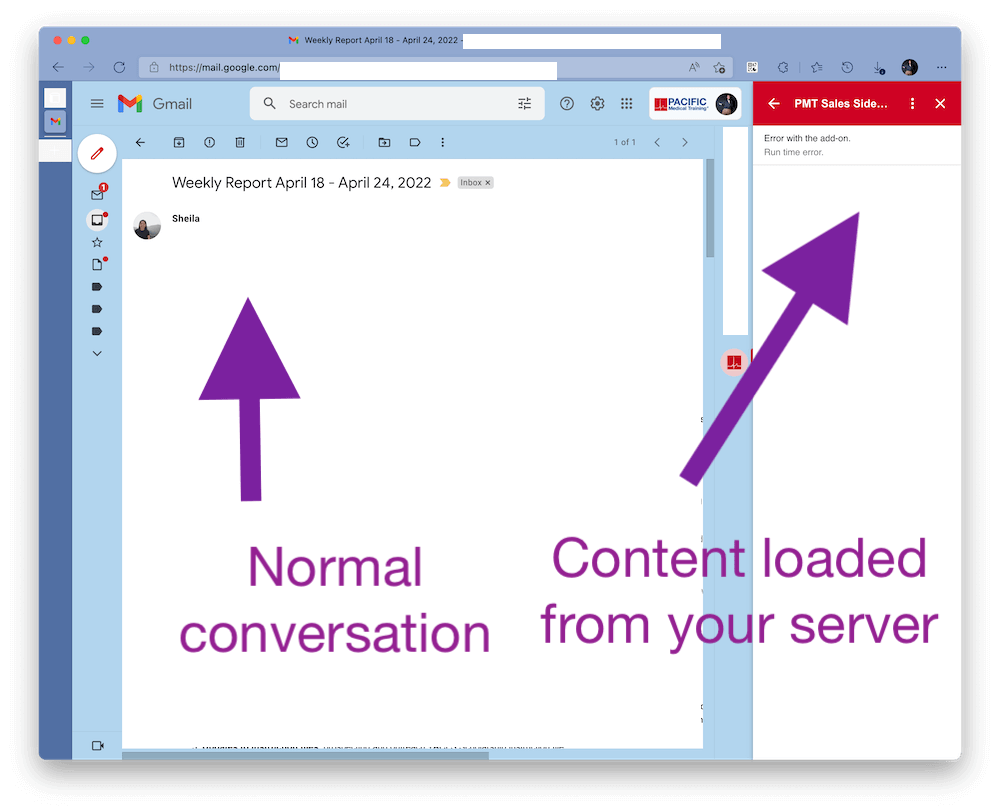 Weekly Report April 18 - April 24, 2022 -
https://mail.google.com/
Gmail
Search mail
PACIFIC
Medical Training
PMT Sales Side...
Error with the add-on.
Run time error.
1 of 1
1
Weekly Report April 18 - April 24, 2022
Inbox ×
Sheila
Normal
conversation
Content loaded
from your server